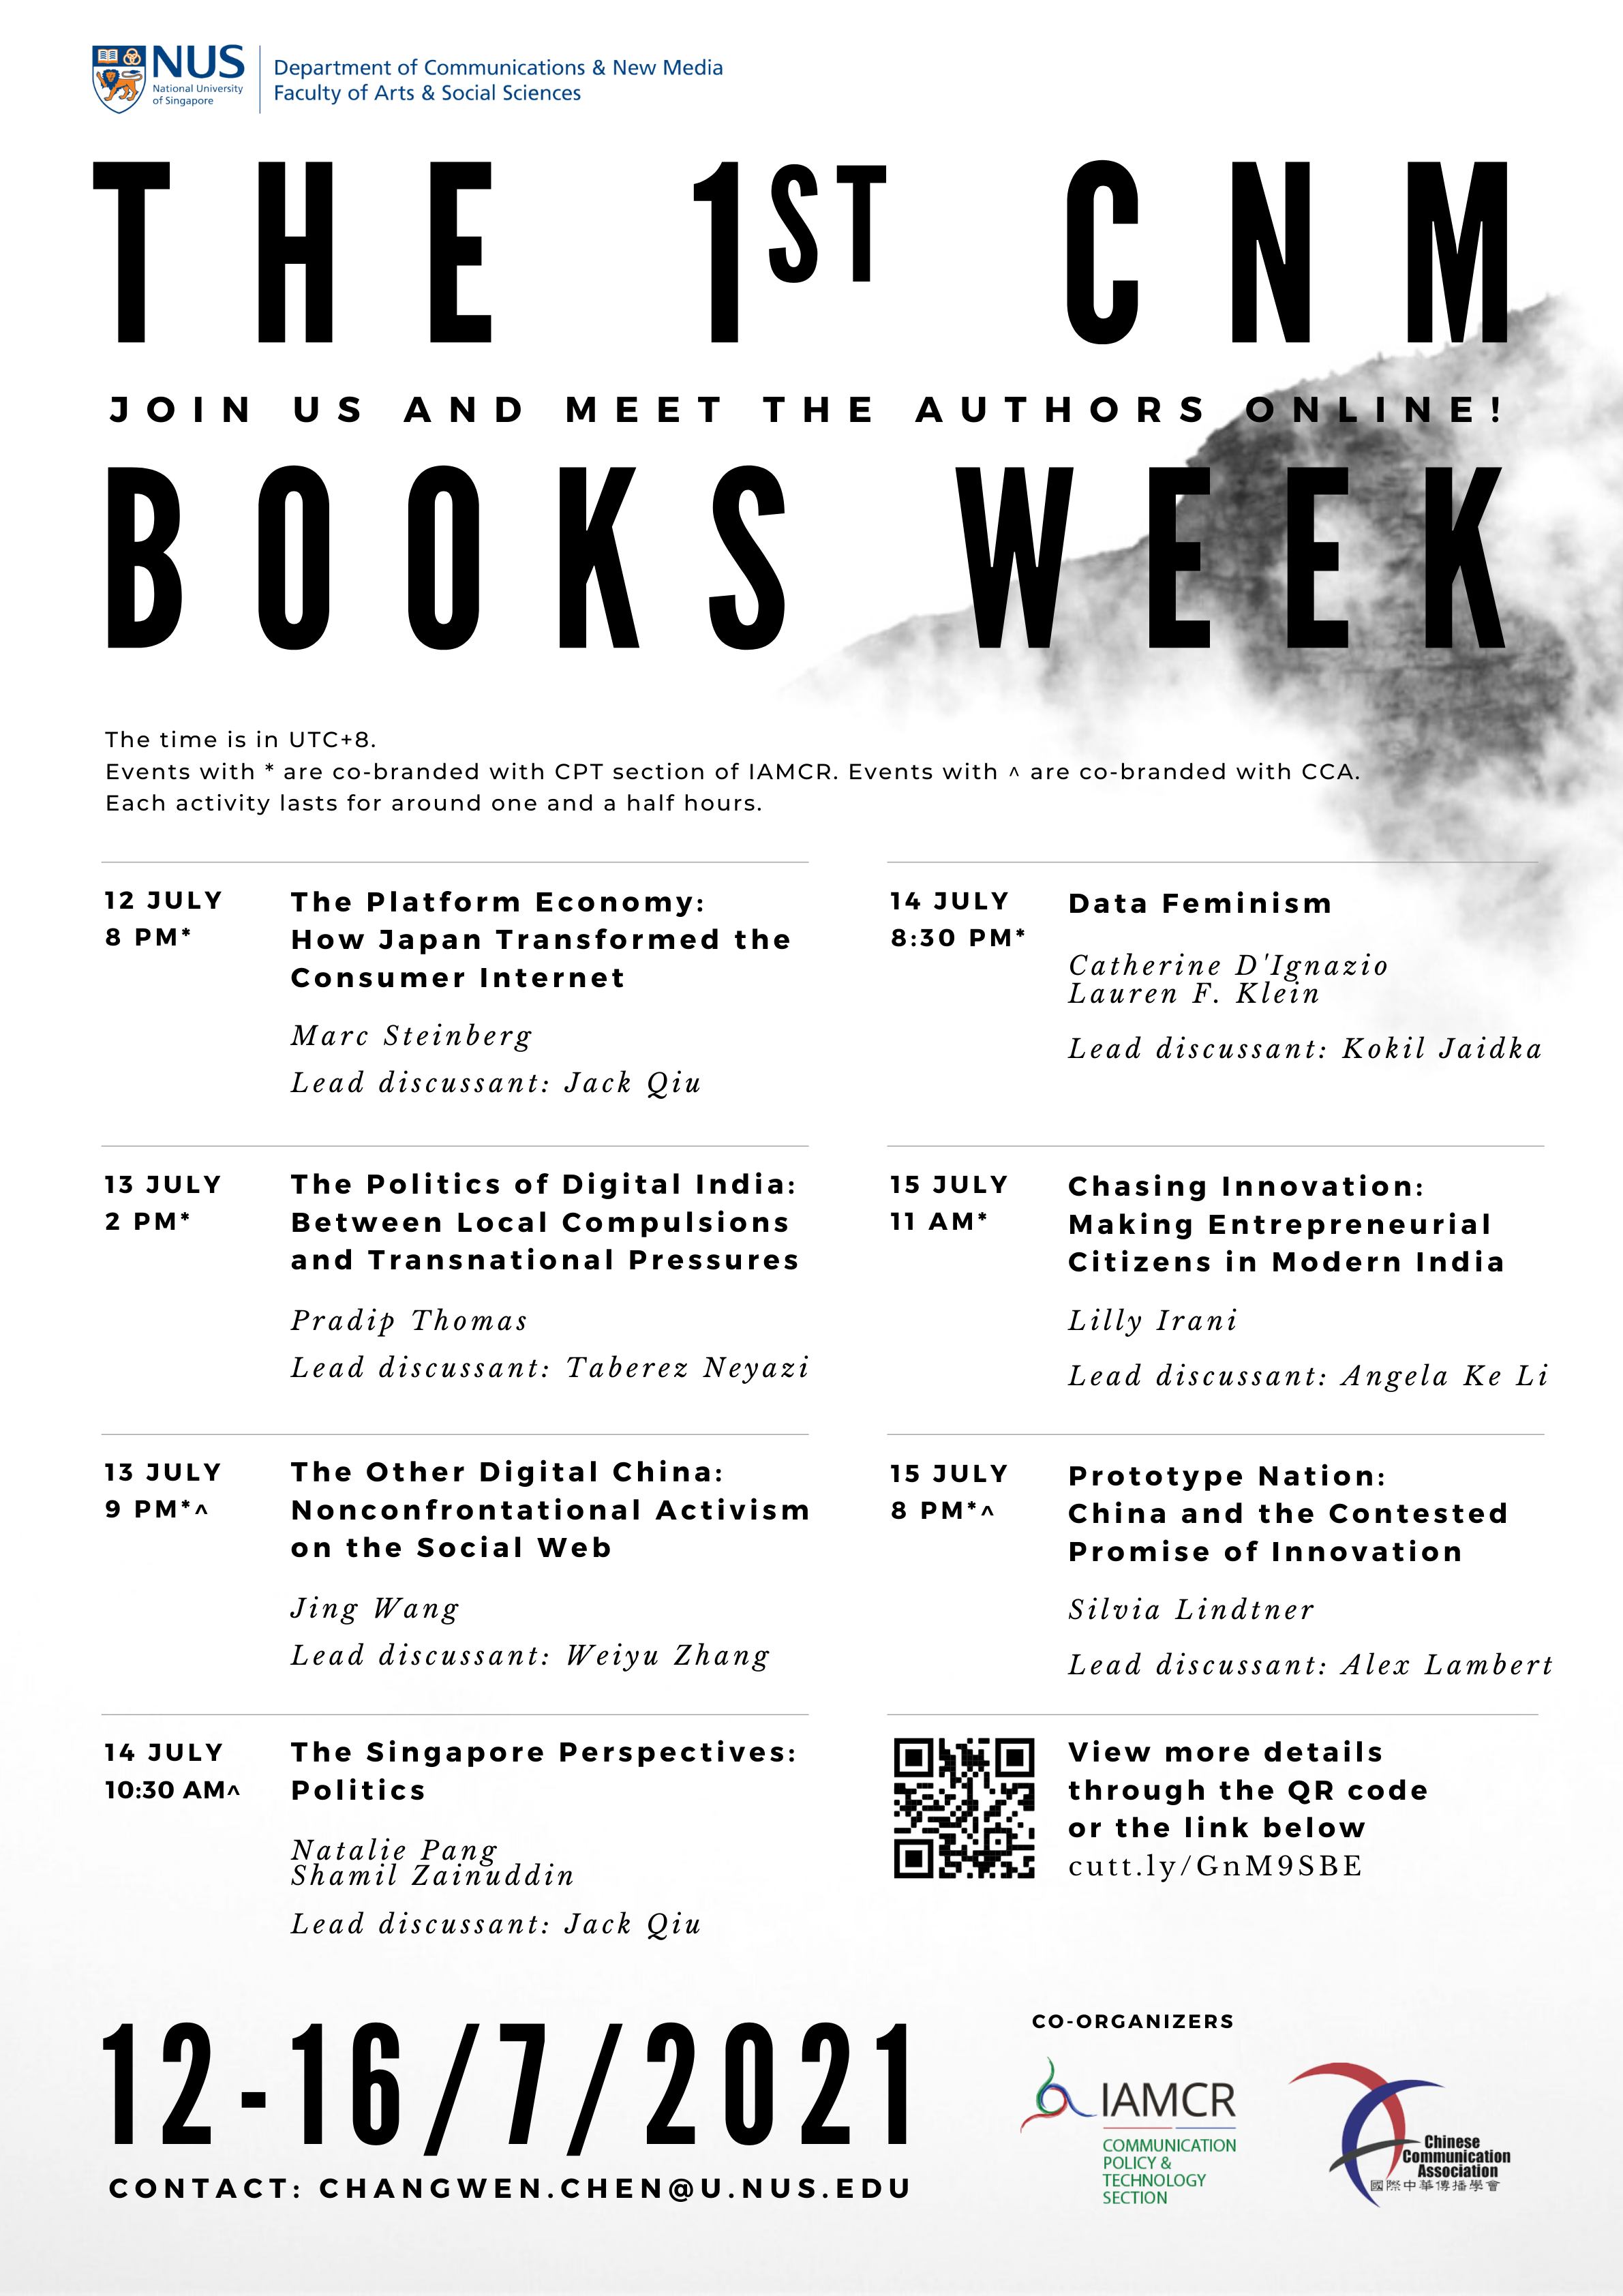 NUS
National University
of Singapore
Department of Communications & New Media
Faculty of Arts & Social Sciences
THE 1ST CNM
JOIN US AND MEET THE AUTHORS ONLINE!
BOOKS WEEK
The time is in UTC+8.
Events with * are co-branded with CPT section of IAMCR. Events with ^ are co-branded with CCA.
Each activity lasts for around one and a half hours.
12 JULY
8 PM*
The Platform Economy:
How Japan Transformed the
Consumer Internet
Marc Steinberg
Lead discussant: Jack Qiu
13 JULY
2 PM*
The Politics of Digital India:
Between Local Compulsions
and Transnational Pressures
Pradip Thomas
Lead discussant: Taberez Neyazi
13 JULY
9 PM*^
The Other Digital China:
Nonconfrontational Activism
on the Social Web
Jing Wang
Lead discussant: Weiyu Zhang
14 JULY
10:30 AM^
The Singapore Perspectives:
Politics
Natalie Pang
Shamil Zainuddin
Lead discussant: Jack Qiu
14 JULY
8:30 PM*
Data Feminism
Catherine D'Ignazio
Lauren F. Klein
Lead discussant: Kokil Jaidka
15 JULY
11 AM*
Chasing Innovation:
Making Entrepreneurial
Citizens in Modern India
Lilly Irani
Lead discussant: Angela Ke Li
15 JULY
8 PM*^
Prototype Nation:
China and the Contested
Promise of Innovation
Silvia Lindtner
Lead discussant: Alex Lambert
View more details
through the QR code
or the link below
cutt.ly/GnM9SBE
12-16/7/2021
CONTACT: CHANGWEN.CHEN@U.NUS.EDU
CO-ORGANIZERS
IAMCR
COMMUNICATION
POLICY &
TECHNOLOGY
SECTION
Chinese
Communication
Association
國際中華傳播學會